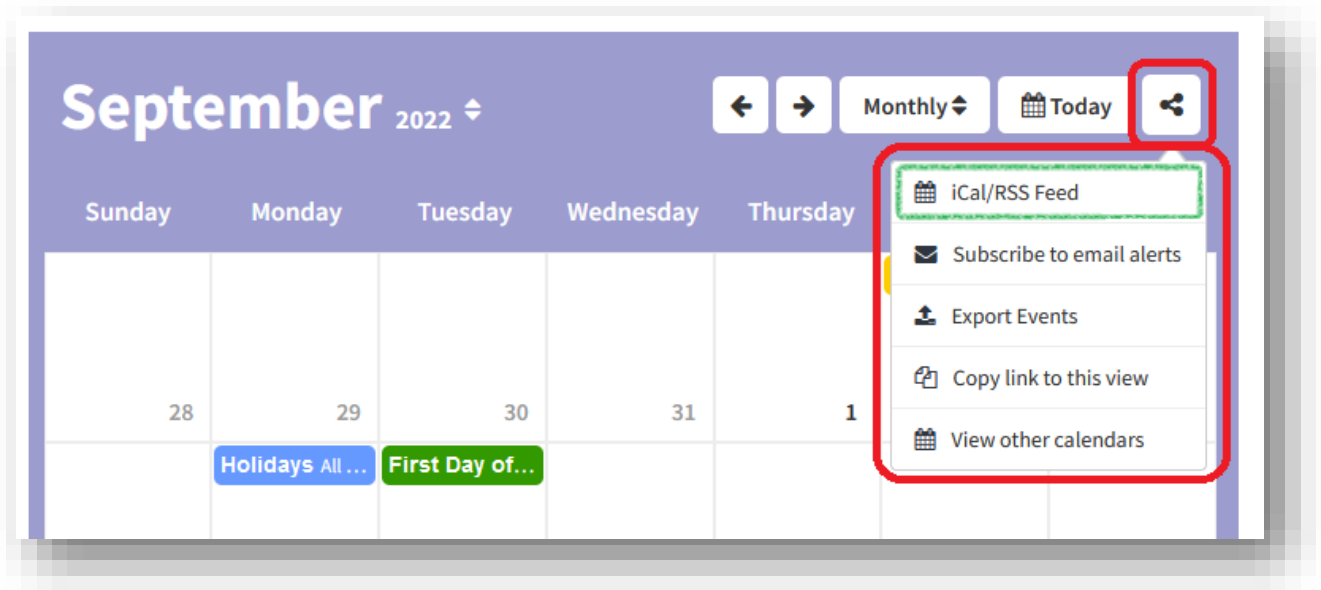 September 2022
Monthly
Today
iCal/RSS Feed
Subscribe to email alerts
Export Events
Copy link to this view
View other calendars
Sunday Monday Tuesday Wednesday Thursday
28 29 30 31 1
Holidays All ... First Day of...